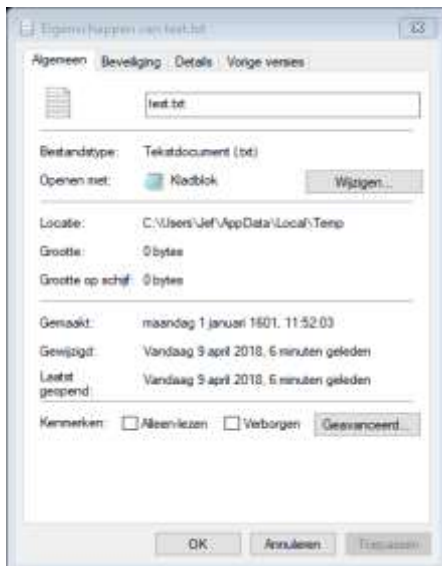 Eigenschappen van test.txt
Algemeen Beveiliging Details Vorige versies
test.txt
Bestandstype: Tekstdocument (.txt)
Openen met: Kladblok Wijzigen...
Locatie: C:\Users\Jef\AppData\Local\Temp
Grootte: 0 bytes
Grootte op schijf: 0 bytes
Gemaakt: maandag 1 januari 1601, 11:52:03
Gewijzigd: Vandaag 9 april 2018, 6 minuten geleden
Laatst
geopend: Vandaag 9 april 2018, 6 minuten geleden
Kenmerken: Alleen-lezen Verborgen Geavanceerd...
OK Annuleren Toepassen